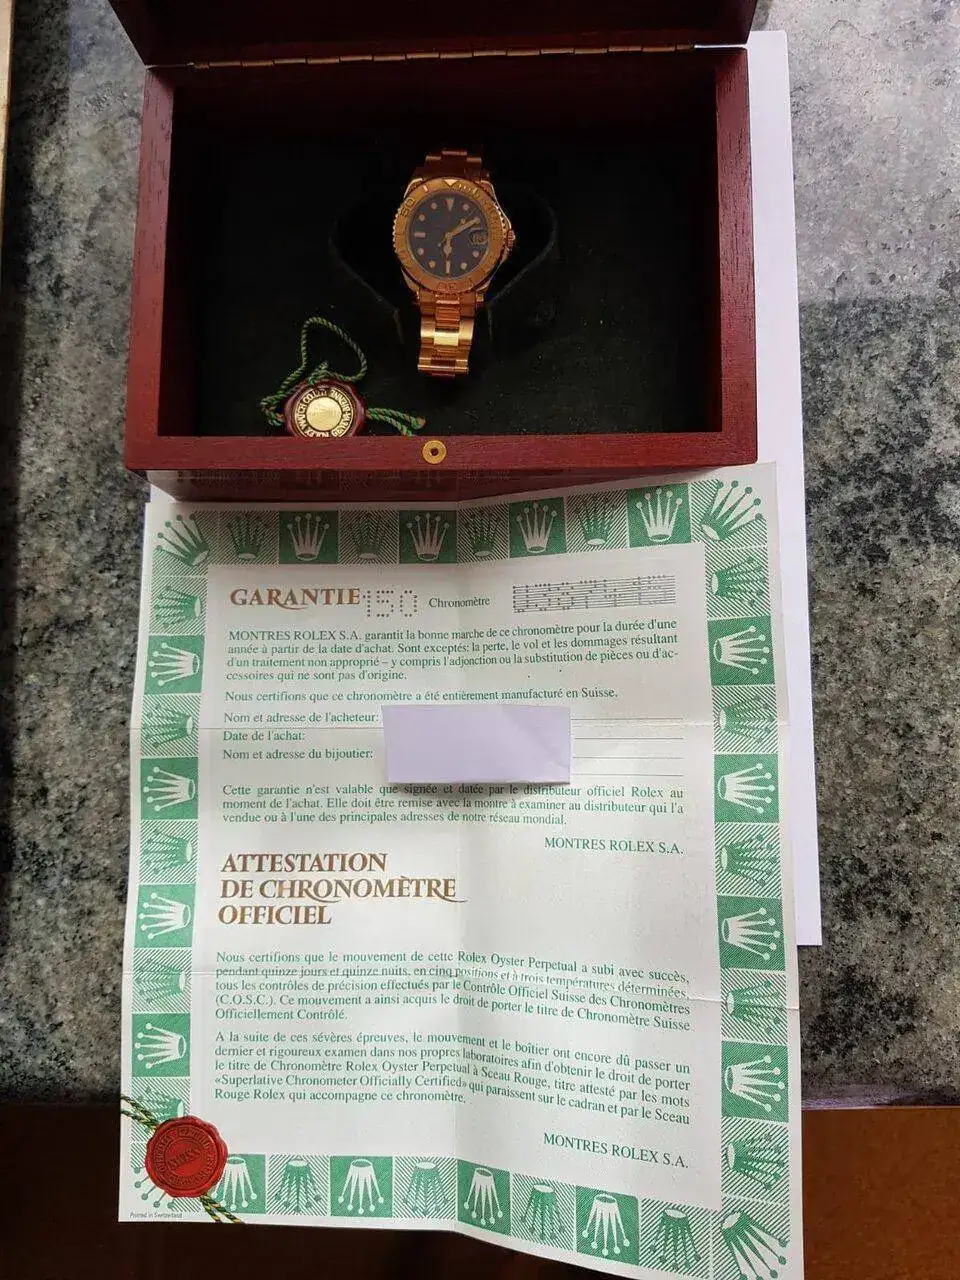 GARANTIE 150 Chronomètre
MONTRES ROLEX S.A. garantit la bonne marche de ce chronomètre pour la durée d'une
année à partir de la date d'achat. Sont exceptés: la perte, le vol et les dommages résultant
d'un traitement non approprié – y compris l'adjonction ou la substitution de pièces ou d'ac-
cessoires qui ne sont pas d'origine.
Nous certifions que ce chronomètre a été entièrement manufacturé en Suisse.
Nom et adresse de l'acheteur:
Date de l'achat:
Nom et adresse du bijoutier:
Cette garantie n'est valable que signée et datée par le distributeur officiel Rolex au
moment de l'achat. Elle doit être remise avec la montre à examiner au distributeur qui l'a
vendue ou à l'une des principales adresses de notre réseau mondial.
MONTRES ROLEX S.A.
ATTESTATION
DE CHRONOMÈTRE
OFFICIEL
Nous certifions que le mouvement de cette Rolex Oyster Perpetual a subi avec succès,
pendant quinze jours et quinze nuits, en cinq positions et à trois températures déterminées,
tous les contrôles de précision effectués par le Contrôle Officiel Suisse des Chronomètres
(C.O.S.C.). Ce mouvement a ainsi acquis le droit de porter le titre de Chronomètre Suisse
Officiellement Contrôlé.
A la suite de ces sévères épreuves, le mouvement et le boîtier ont encore dû passer un
dernier et rigoureux examen dans nos propres laboratoires afin d'obtenir le droit de porter
le titre de Chronomètre Rolex Oyster Perpetual à Sceau Rouge, titre attesté par les mots
«Superlative Chronometer Officially Certified» qui paraissent sur le cadran et par le Sceau
Rouge Rolex qui accompagne ce chronomètre.
MONTRES ROLEX S.A.
Printed in Switzerland